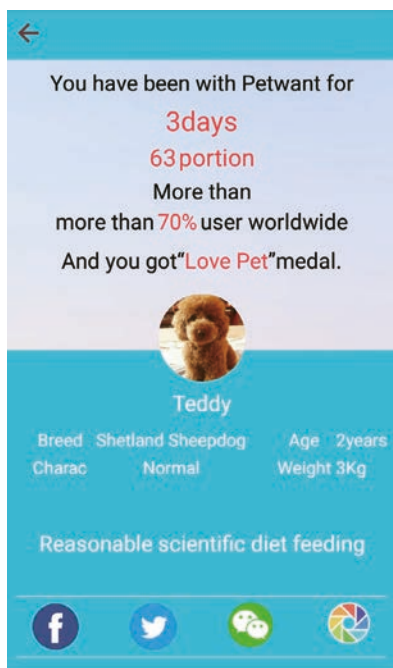 You have been with Petwant for
3days
63portion
More than
more than 70% user worldwide
And you got“Love Pet”medal.
Teddy
Breed Shetland Sheepdog Age 2years
Charac Normal Weight 3Kg
Reasonable scientific diet feeding